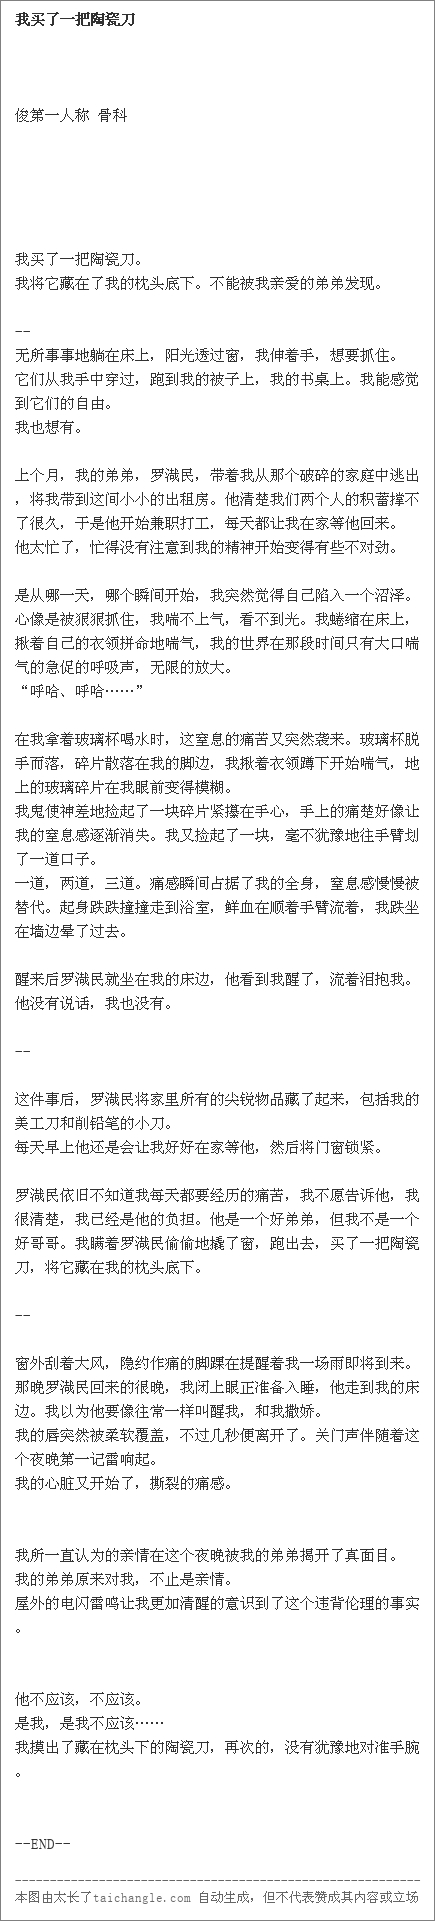 我买了一把陶瓷刀
俊第一人称 骨科
我买了一把陶瓷刀。
我将它藏在了我的枕头底下。不能被我亲爱的弟弟发现。
--
无所事事地躺在床上，阳光透过窗，我伸着手，想要抓住。
它们从我手中穿过，跑到我的被子上，我的书桌上。我能感觉
到它们的自由。
我也想有。
上个月，我的弟弟，罗渽民，带着我从那个破碎的家庭中逃出
，将我带到这间小小的出租房。他清楚我们两个人的积蓄撑不
了很久，于是他开始兼职打工，每天都让我在家等他回来。
他太忙了，忙得没有注意到我的精神开始变得有些不对劲。
是从哪一天，哪个瞬间开始，我突然觉得自己陷入一个沼泽。
心像是被狠狠抓住，我喘不上气，看不到光。我蜷缩在床上，
揪着自己的衣领拼命地喘气，我的世界在那段时间只有大口喘
气的急促的呼吸声，无限的放大。
“呼哈、呼哈……”
在我拿着玻璃杯喝水时，这窒息的痛苦又突然袭来。玻璃杯脱
手而落，碎片散落在我的脚边，我揪着衣领蹲下开始喘气，地
上的玻璃碎片在我眼前变得模糊。
我鬼使神差地捡起了一块碎片紧攥在手心，手上的痛楚好像让
我的窒息感逐渐消失。我又捡起了一块，毫不犹豫地往手臂划
了一道口子。
一道，两道，三道。痛感瞬间占据了我的全身，窒息感慢慢被
替代。起身跌跌撞撞走到浴室，鲜血在顺着手臂流着，我跌坐
在墙边晕了过去。
醒来后罗渽民就坐在我的床边，他看到我醒了，流着泪抱我。
他没有说话，我也没有。
--
这件事后，罗渽民将家里所有的尖锐物品藏了起来，包括我的
美工刀和削铅笔的小刀。
每天早上他还是会让我好好在家等他，然后将门窗锁紧。
罗渽民依旧不知道我每天都要经历的痛苦，我不愿告诉他，我
很清楚，我已经是他的负担。他是一个好弟弟，但我不是一个
好哥哥。我瞒着罗渽民偷偷地撬了窗，跑出去，买了一把陶瓷
刀，将它藏在我的枕头底下。
--
窗外刮着大风，隐约作痛的脚踝在提醒着我一场雨即将到来。
那晚罗渽民回来的很晚，我闭上眼正准备入睡，他走到我的床
边。我以为他要像往常一样叫醒我，和我撒娇。
我的唇突然被柔软覆盖，不过几秒便离开了。关门声伴随着这
个夜晚第一记雷响起。
我的心脏又开始了，撕裂的痛感。
我所一直认为的亲情在这个夜晚被我的弟弟揭开了真面目。
我的弟弟原来对我，不止是亲情。
屋外的电闪雷鸣让我更加清醒的意识到了这个违背伦理的事实
。
他不应该，不应该。
是我，是我不应该……
我摸出了藏在枕头下的陶瓷刀，再次的，没有犹豫地对准手腕
。
--END--
本图由太长了taichangle.com 自动生成，但不代表赞成其内容或立场